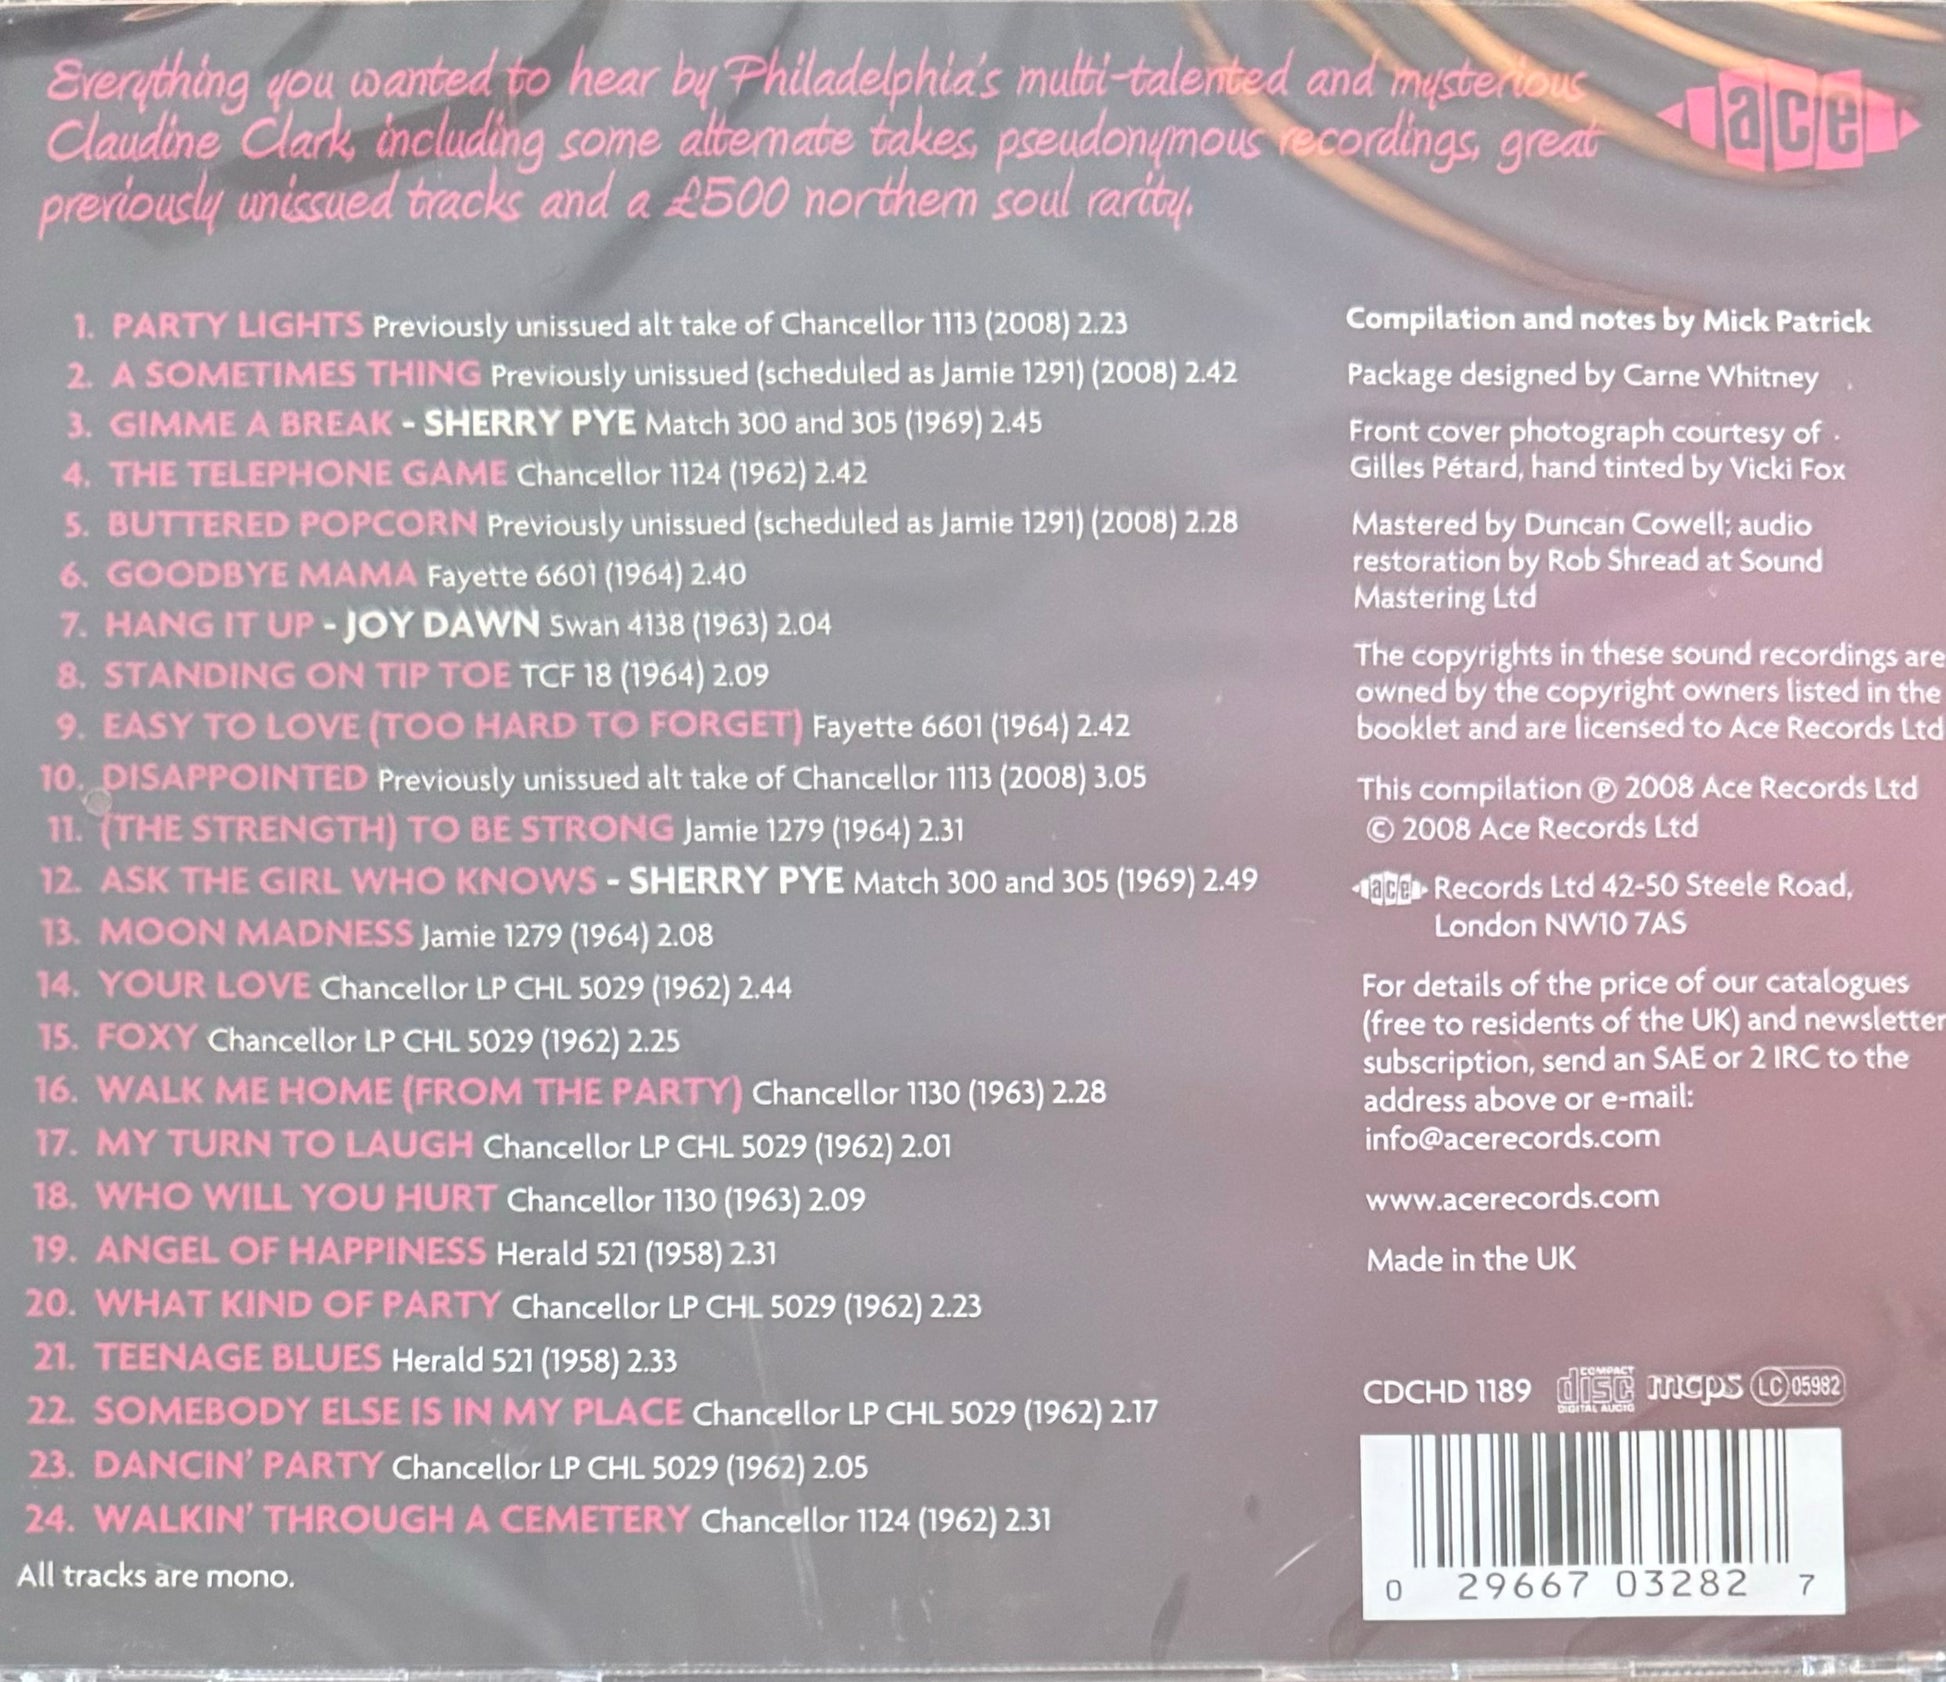 Everything you wanted to hear by Philadelphia's multi-talented and mysterious
Claudine Clark, including some alternate takes, pseudonymous recordings, great
previously unissued tracks and a £500 northern soul rarity.
ace
1. PARTY LIGHTS Previously unissued alt take of Chancellor 1113 (2008) 2.23
2. A SOMETIMES THING Previously unissued (scheduled as Jamie 1291) (2008) 2.42
3. GIMME A BREAK - SHERRY PYE Match 300 and 305 (1969) 2.45
4. THE TELEPHONE GAME Chancellor 1124 (1962) 2.42
5. BUTTERED POPCORN Previously unissued (scheduled as Jamie 1291) (2008) 2.28
6. GOODBYE MAMA Fayette 6601 (1964) 2.40
7. HANG IT UP - JOY DAWN Swan 4138 (1963) 2.04
8. STANDING ON TIP TOE TCF 18 (1964) 2.09
9. EASY TO LOVE (TOO HARD TO FORGET) Fayette 6601 (1964) 2.42
10. DISAPPOINTED Previously unissued alt take of Chancellor 1113 (2008) 3.05
11. (THE STRENGTH) TO BE STRONG Jamie 1279 (1964) 2.31
12. ASK THE GIRL WHO KNOWS - SHERRY PYE Match 300 and 305 (1969) 2.49
13. MOON MADNESS Jamie 1279 (1964) 2.08
14. YOUR LOVE Chancellor LP CHL 5029 (1962) 2.44
15. FOXY Chancellor LP CHL 5029 (1962) 2.25
16. WALK ME HOME (FROM THE PARTY) Chancellor 1130 (1963) 2.28
17. MY TURN TO LAUGH Chancellor LP CHL 5029 (1962) 2.01
18. WHO WILL YOU HURT Chancellor 1130 (1963) 2.09
19. ANGEL OF HAPPINESS Herald 521 (1958) 2.31
20. WHAT KIND OF PARTY Chancellor LP CHL 5029 (1962) 2.23
21. TEENAGE BLUES Herald 521 (1958) 2.33
22. SOMEBODY ELSE IS IN MY PLACE Chancellor LP CHL 5029 (1962) 2.17
23. DANCIN' PARTY Chancellor LP CHL 5029 (1962) 2.05
24. WALKIN' THROUGH A CEMETERY Chancellor 1124 (1962) 2.31
All tracks are mono.
Compilation and notes by Mick Patrick
Package designed by Carne Whitney
Front cover photograph courtesy of
Gilles Pétard, hand tinted by Vicki Fox
Mastered by Duncan Cowell; audio
restoration by Rob Shread at Sound
Mastering Ltd
The copyrights in these sound recordings are
owned by the copyright owners listed in the
booklet and are licensed to Ace Records Ltd
This compilation ℗ 2008 Ace Records Ltd
© 2008 Ace Records Ltd
ace Records Ltd 42-50 Steele Road,
London NW10 7AS
For details of the price of our catalogues
(free to residents of the UK) and newsletter
subscription, send an SAE or 2 IRC to the
address above or e-mail:
info@acerecords.com
www.acerecords.com
Made in the UK
CDCHD 1189 COMPACT disc DIGITAL AUDIO mcps LC 05982
0 29667 03282 7